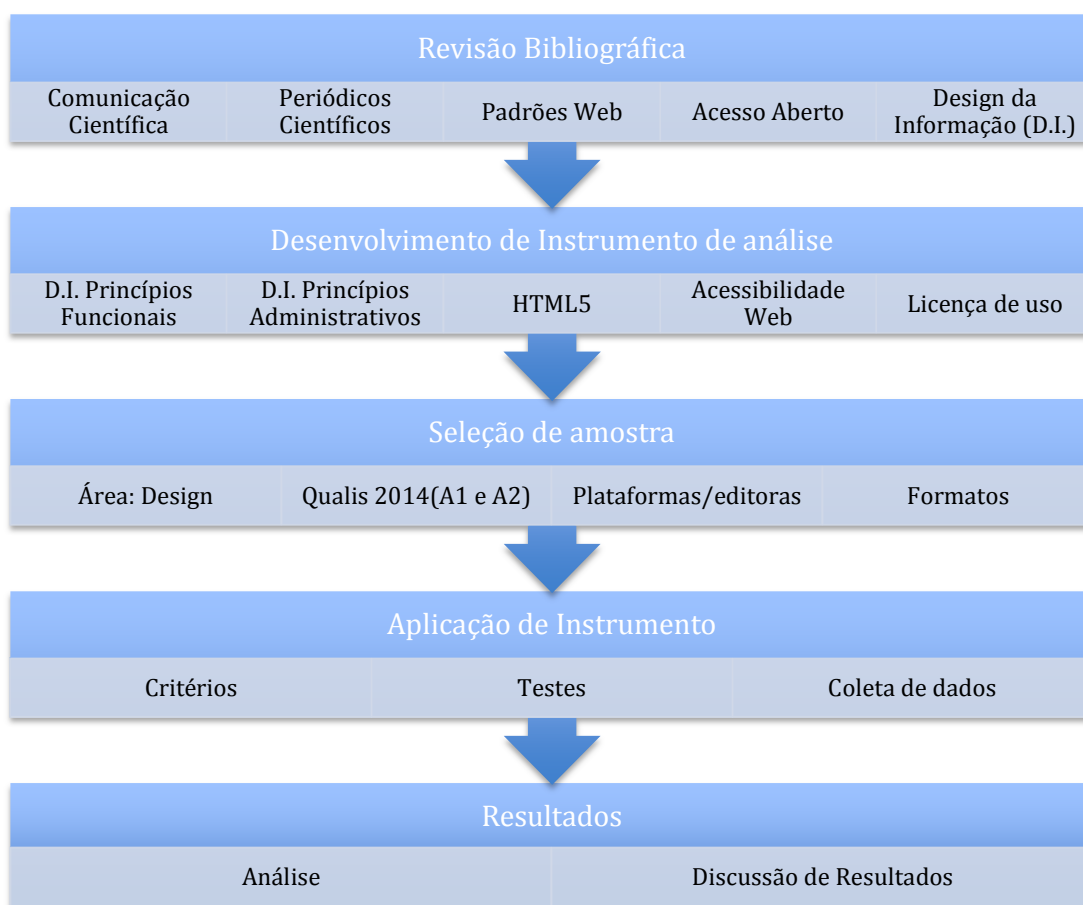 Revisão Bibliográfica
Comunicação
Científica
Periódicos
Científicos
Padrões Web
Acesso Aberto
Design da
Informação (D.I.)
Desenvolvimento de Instrumento de análise
D.I. Princípios
Funcionais
D.I. Princípios
Administrativos
HTML5
Acessibilidade
Web
Licença de uso
Seleção de amostra
Área: Design
Qualis 2014(A1 e A2)
Plataformas/editoras
Formatos
Aplicação de Instrumento
Critérios
Testes
Coleta de dados
Resultados
Análise
Discussão de Resultados